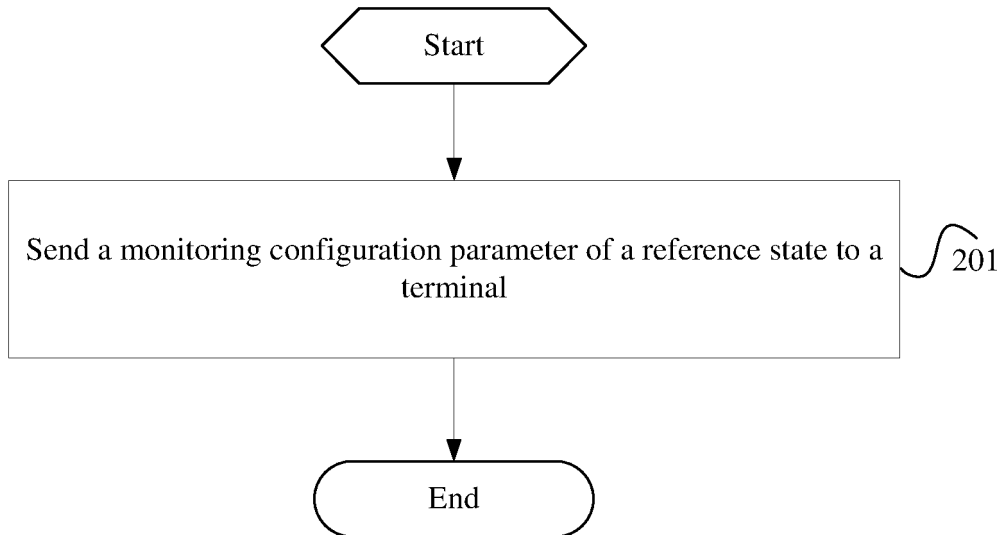 Start
Send a monitoring configuration parameter of a reference state to a
terminal
201
End